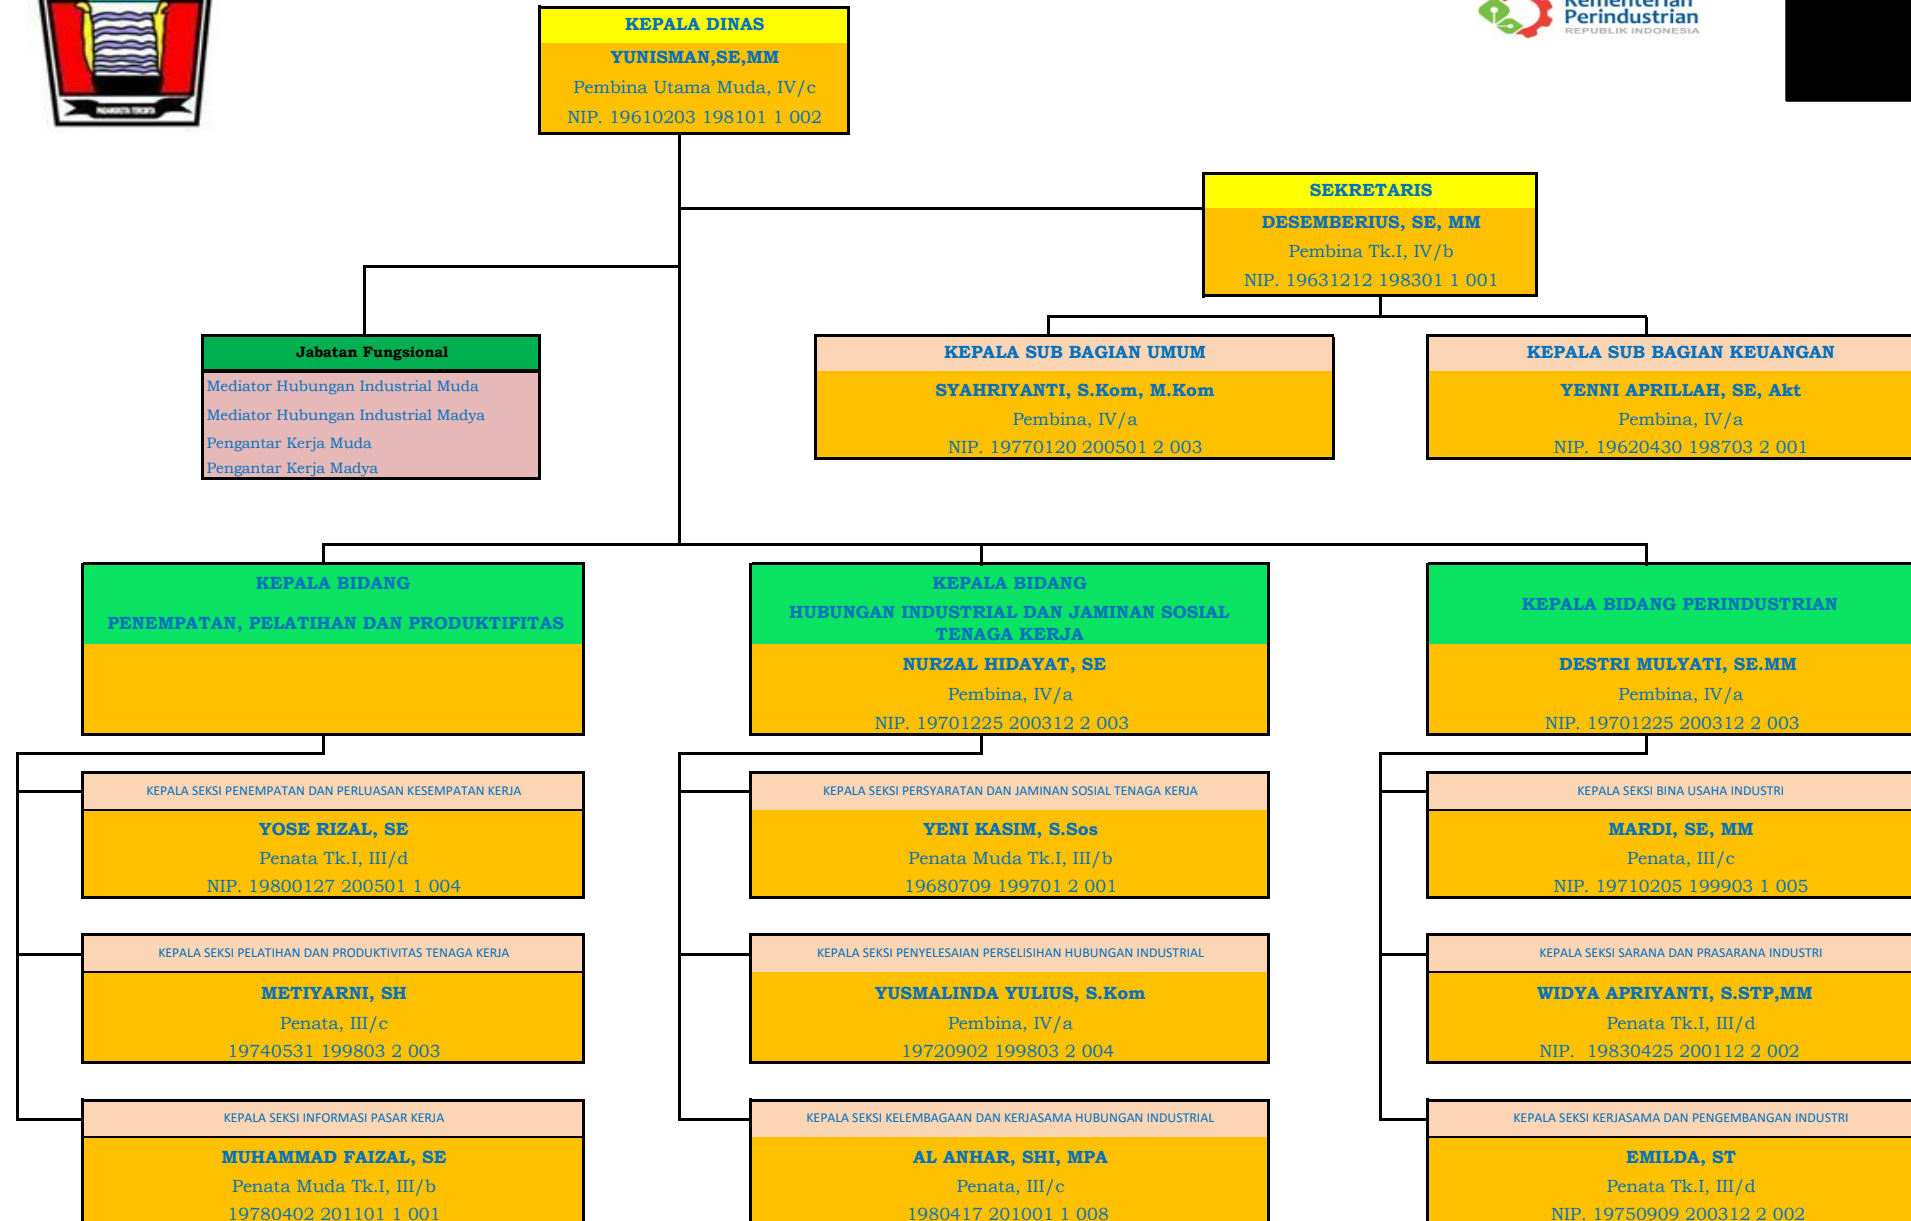 Kementerian
Perindustrian
REPUBLIK INDONESIA
KEPALA DINAS
YUNISMAN,SE,MM
Pembina Utama Muda, IV/c
NIP. 19610203 198101 1 002
SEKRETARIS
DESEMBERIUS, SE, MM
Pembina Tk.I, IV/b
NIP. 19631212 198301 1 001
Jabatan Fungsional
Mediator Hubungan Industrial Muda
Mediator Hubungan Industrial Madya
Pengantar Kerja Muda
Pengantar Kerja Madya
KEPALA SUB BAGIAN UMUM
SYAHRIYANTI, S.Kom, M.Kom
Pembina, IV/a
NIP. 19770120 200501 2 003
KEPALA SUB BAGIAN KEUANGAN
YENNI APRILLAH, SE, Akt
Pembina, IV/a
NIP. 19620430 198703 2 001
KEPALA BIDANG
PENEMPATAN, PELATIHAN DAN PRODUKTIFITAS
KEPALA BIDANG
HUBUNGAN INDUSTRIAL DAN JAMINAN SOSIAL
TENAGA KERJA
NURZAL HIDAYAT, SE
Pembina, IV/a
NIP. 19701225 200312 2 003
KEPALA BIDANG PERINDUSTRIAN
DESTRI MULYATI, SE.MM
Pembina, IV/a
NIP. 19701225 200312 2 003
KEPALA SEKSI PENEMPATAN DAN PERLUASAN KESEMPATAN KERJA
YOSE RIZAL, SE
Penata Tk.I, III/d
NIP. 19800127 200501 1 004
KEPALA SEKSI PERSYARATAN DAN JAMINAN SOSIAL TENAGA KERJA
YENI KASIM, S.Sos
Penata Muda Tk.I, III/b
19680709 199701 2 001
KEPALA SEKSI BINA USAHA INDUSTRI
MARDI, SE, MM
Penata, III/c
NIP. 19710205 199903 1 005
KEPALA SEKSI PELATIHAN DAN PRODUKTIVITAS TENAGA KERJA
METIYARNI, SH
Penata, III/c
19740531 199803 2 003
KEPALA SEKSI PENYELESAIAN PERSELISIHAN HUBUNGAN INDUSTRIAL
YUSMALINDA YULIUS, S.Kom
Pembina, IV/a
19720902 199803 2 004
KEPALA SEKSI SARANA DAN PRASARANA INDUSTRI
WIDYA APRIYANTI, S.STP,MM
Penata Tk.I, III/d
NIP.  19830425 200112 2 002
KEPALA SEKSI INFORMASI PASAR KERJA
MUHAMMAD FAIZAL, SE
Penata Muda Tk.I, III/b
19780402 201101 1 001
KEPALA SEKSI KELEMBAGAAN DAN KERJASAMA HUBUNGAN INDUSTRIAL
AL ANHAR, SHI, MPA
Penata, III/c
1980417 201001 1 008
KEPALA SEKSI KERJASAMA DAN PENGEMBANGAN INDUSTRI
EMILDA, ST
Penata Tk.I, III/d
NIP. 19750909 200312 2 002